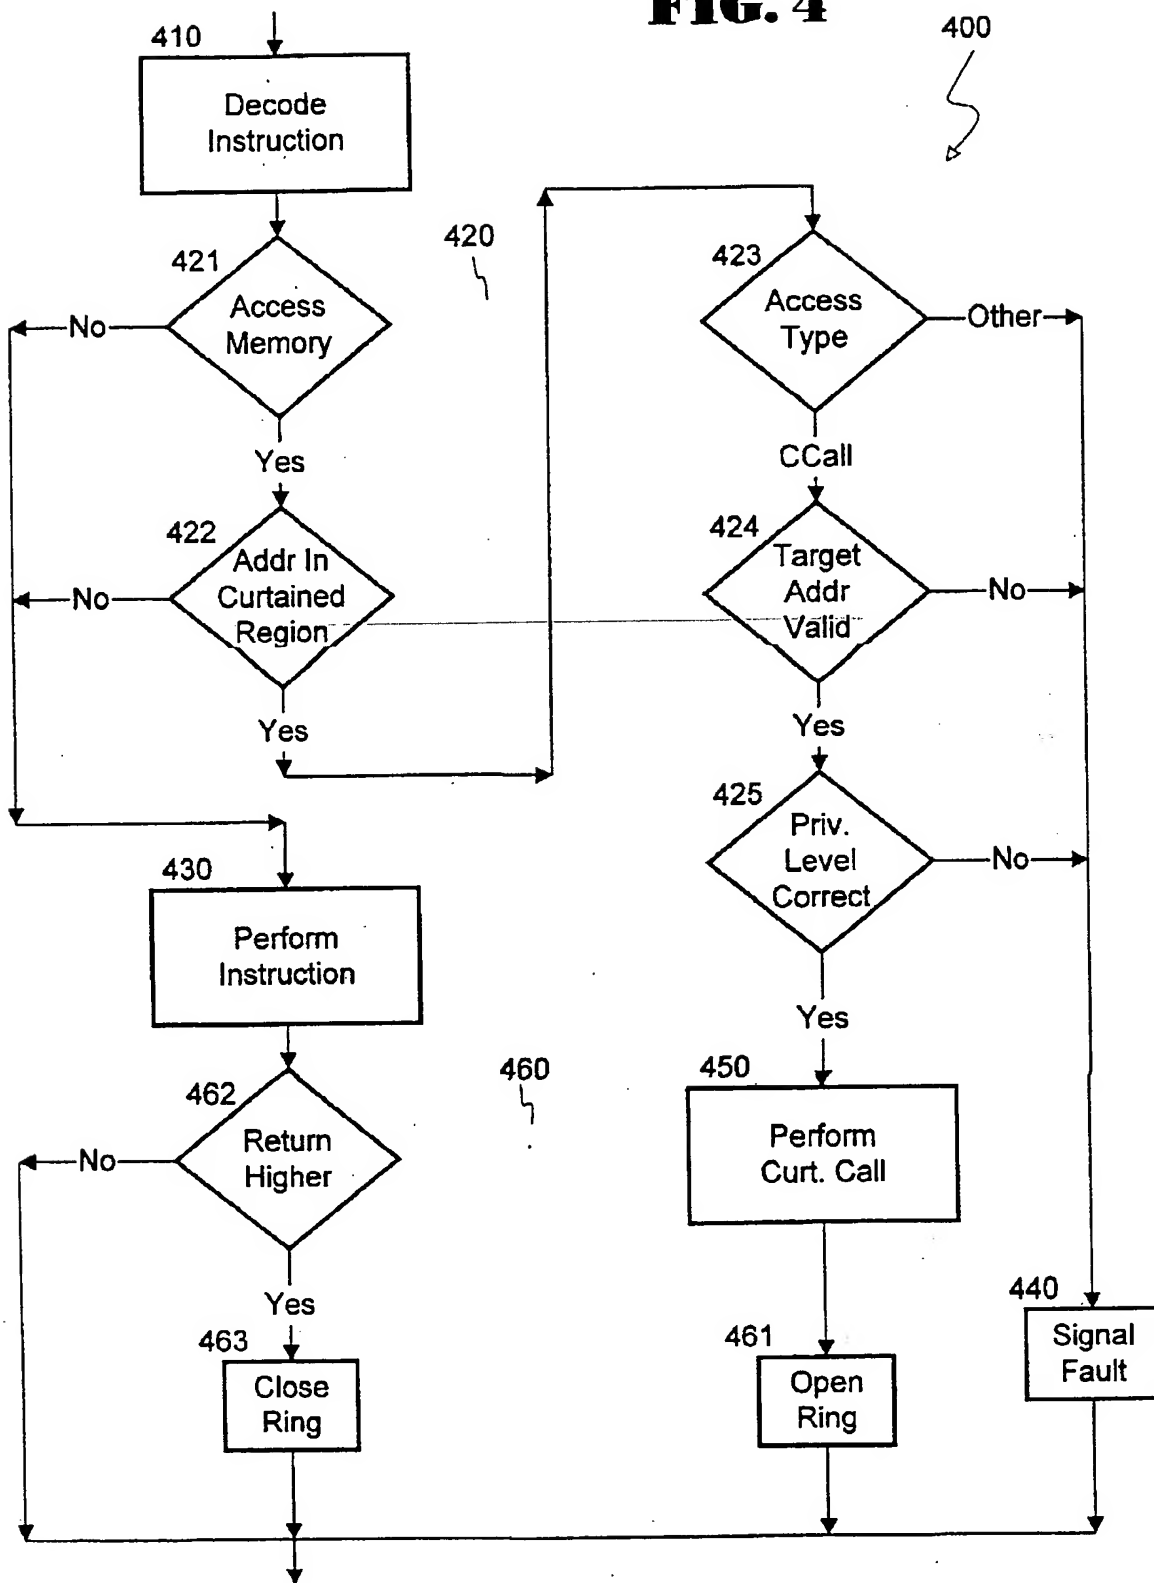 FIG. 4
400
410
Decode
Instruction
420
421
Access
Memory
No
Yes
422
Addr In
Curtained
Region
No
Yes
423
Access
Type
Other
CCall
424
Target
Addr
Valid
No
Yes
425
Priv.
Level
Correct
No
Yes
430
Perform
Instruction
460
462
Return
Higher
No
Yes
463
Close
Ring
450
Perform
Curt. Call
461
Open
Ring
440
Signal
Fault